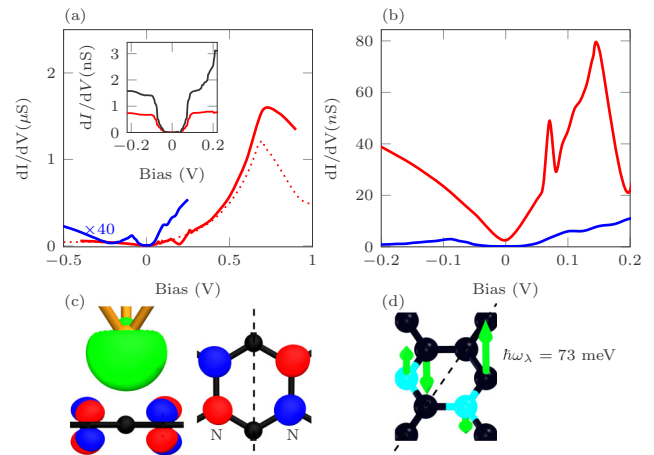 (a)
(b)
dI/dV(μS)
2
1
0
-0.5
0
0.5
1
Bias (V)
×40
dI/dV(nS)
3
2
1
0
-0.2
0
0.2
Bias (V)
dI/dV(nS)
80
60
40
20
0
-0.2
-0.1
0
0.1
0.2
Bias (V)
(c)
N
N
(d)
ħω_λ = 73 meV